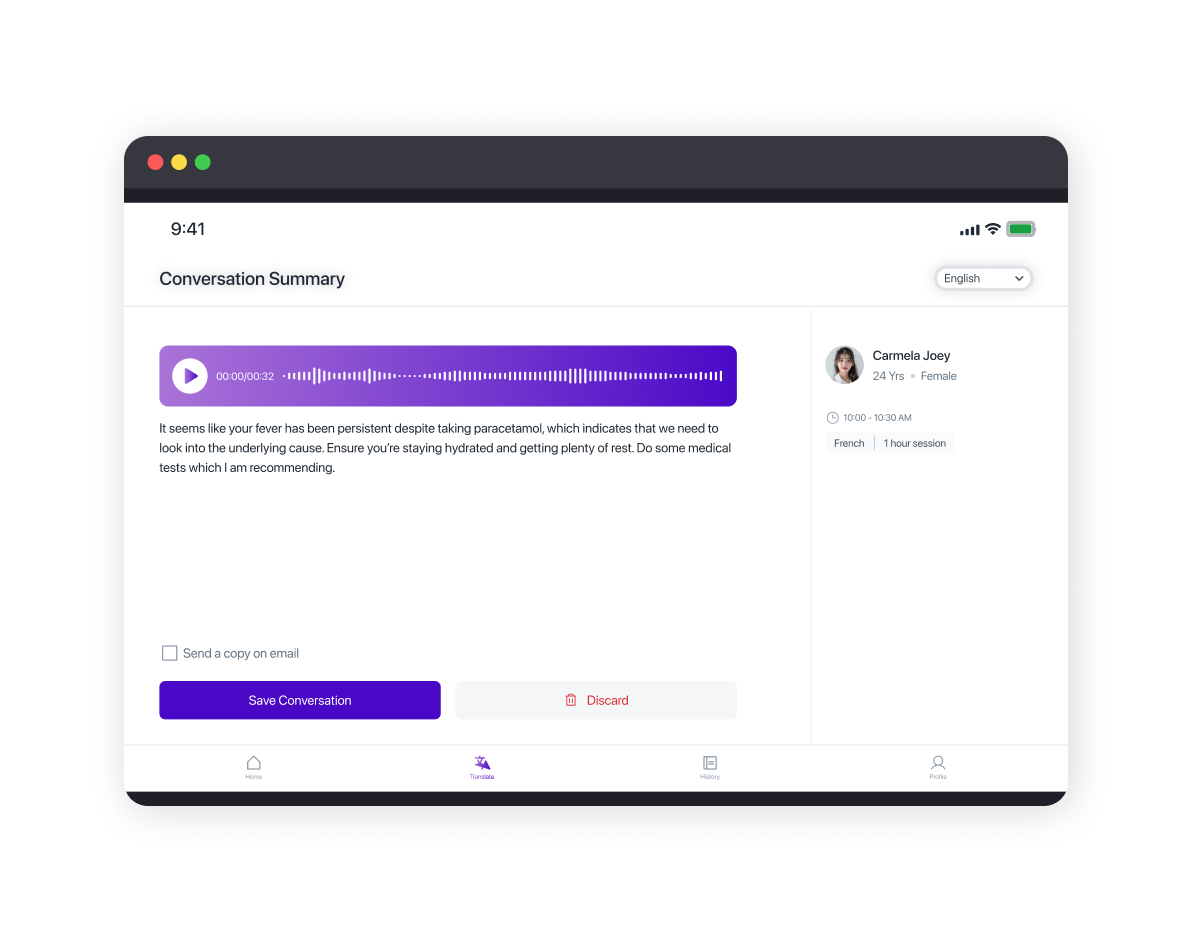 9:41
Conversation Summary
English
00:00/00:32
It seems like your fever has been persistent despite taking paracetamol, which indicates that we need to
look into the underlying cause. Ensure you’re staying hydrated and getting plenty of rest. Do some medical
tests which I am recommending.
Carmela Joey
24 Yrs • Female
10:00 - 10:30 AM
French | 1 hour session
Send a copy on email
Save Conversation
Discard
Home
Translate
History
Profile